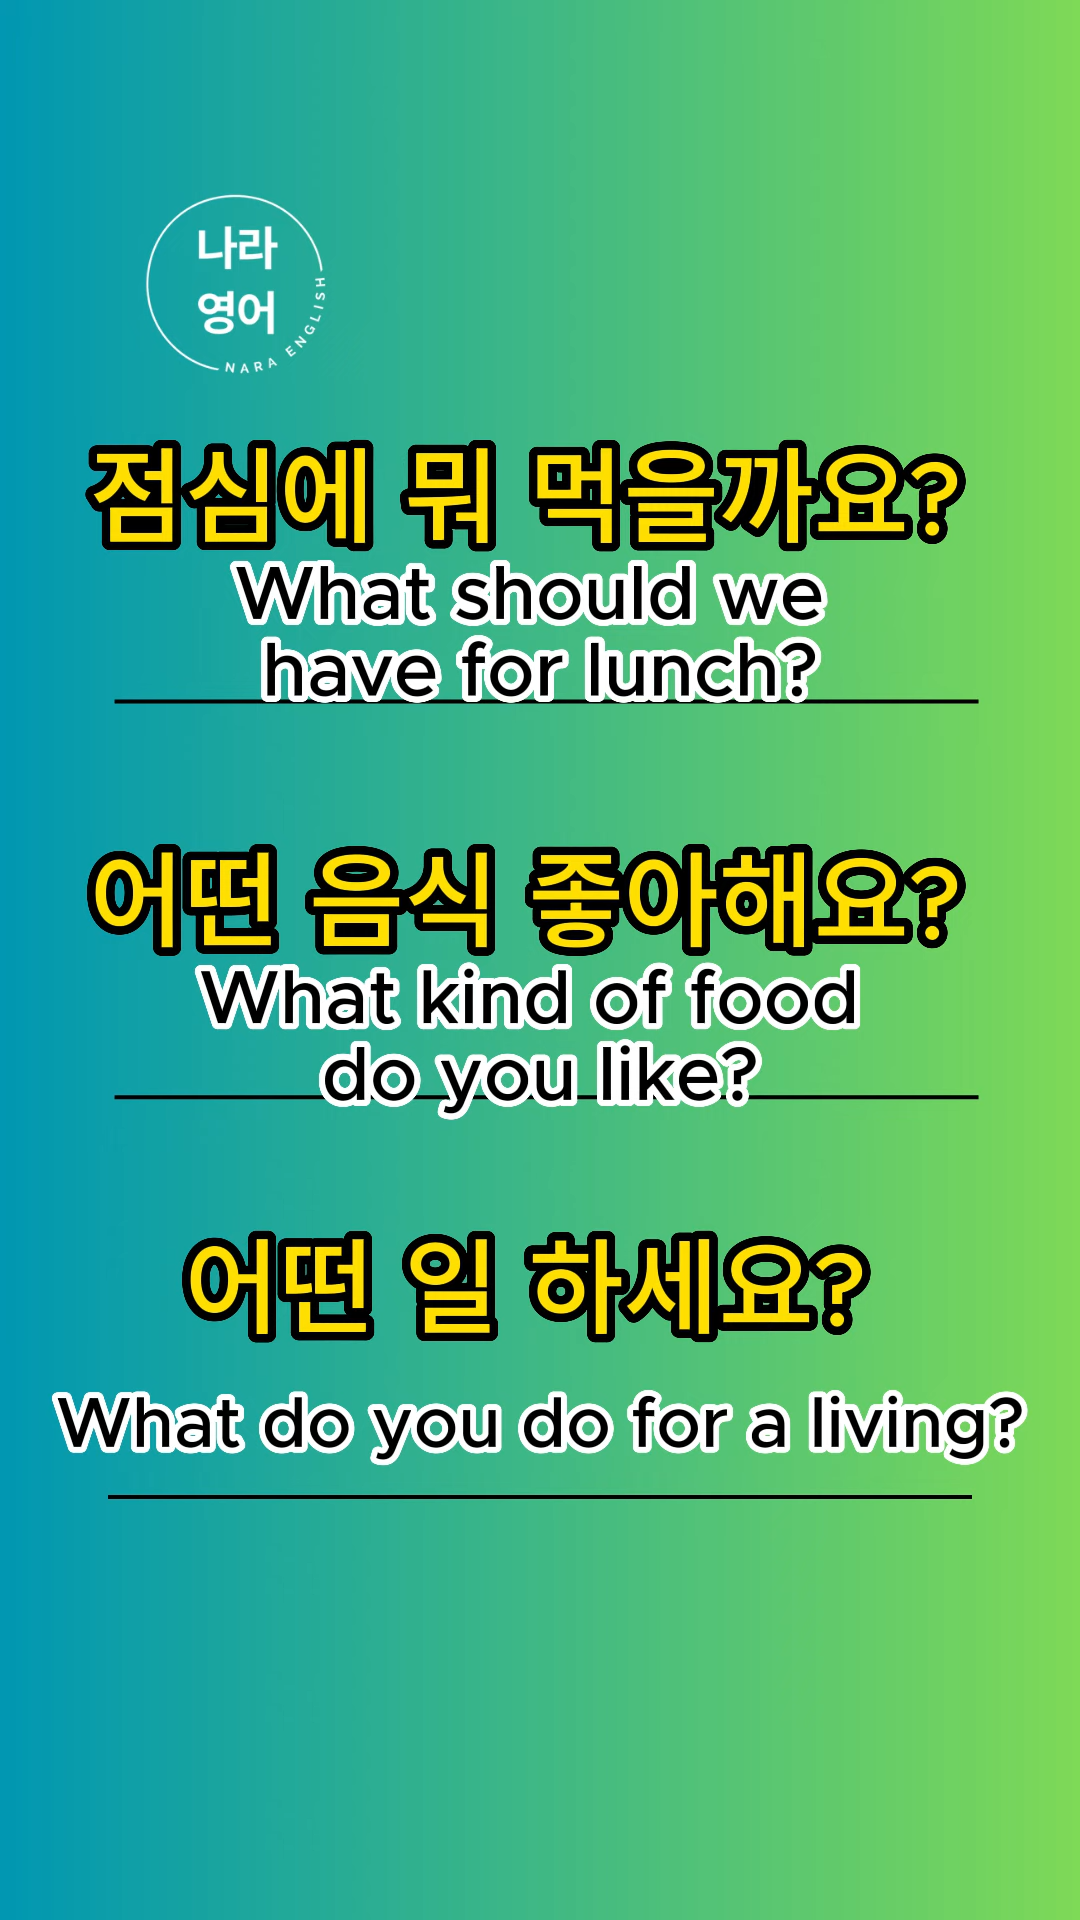 나라
영어
NARA ENGLISH
점심에 뭐 먹을까요?
What should we
have for lunch?
어떤 음식 좋아해요?
What kind of food
do you like?
어떤 일 하세요?
What do you do for a living?